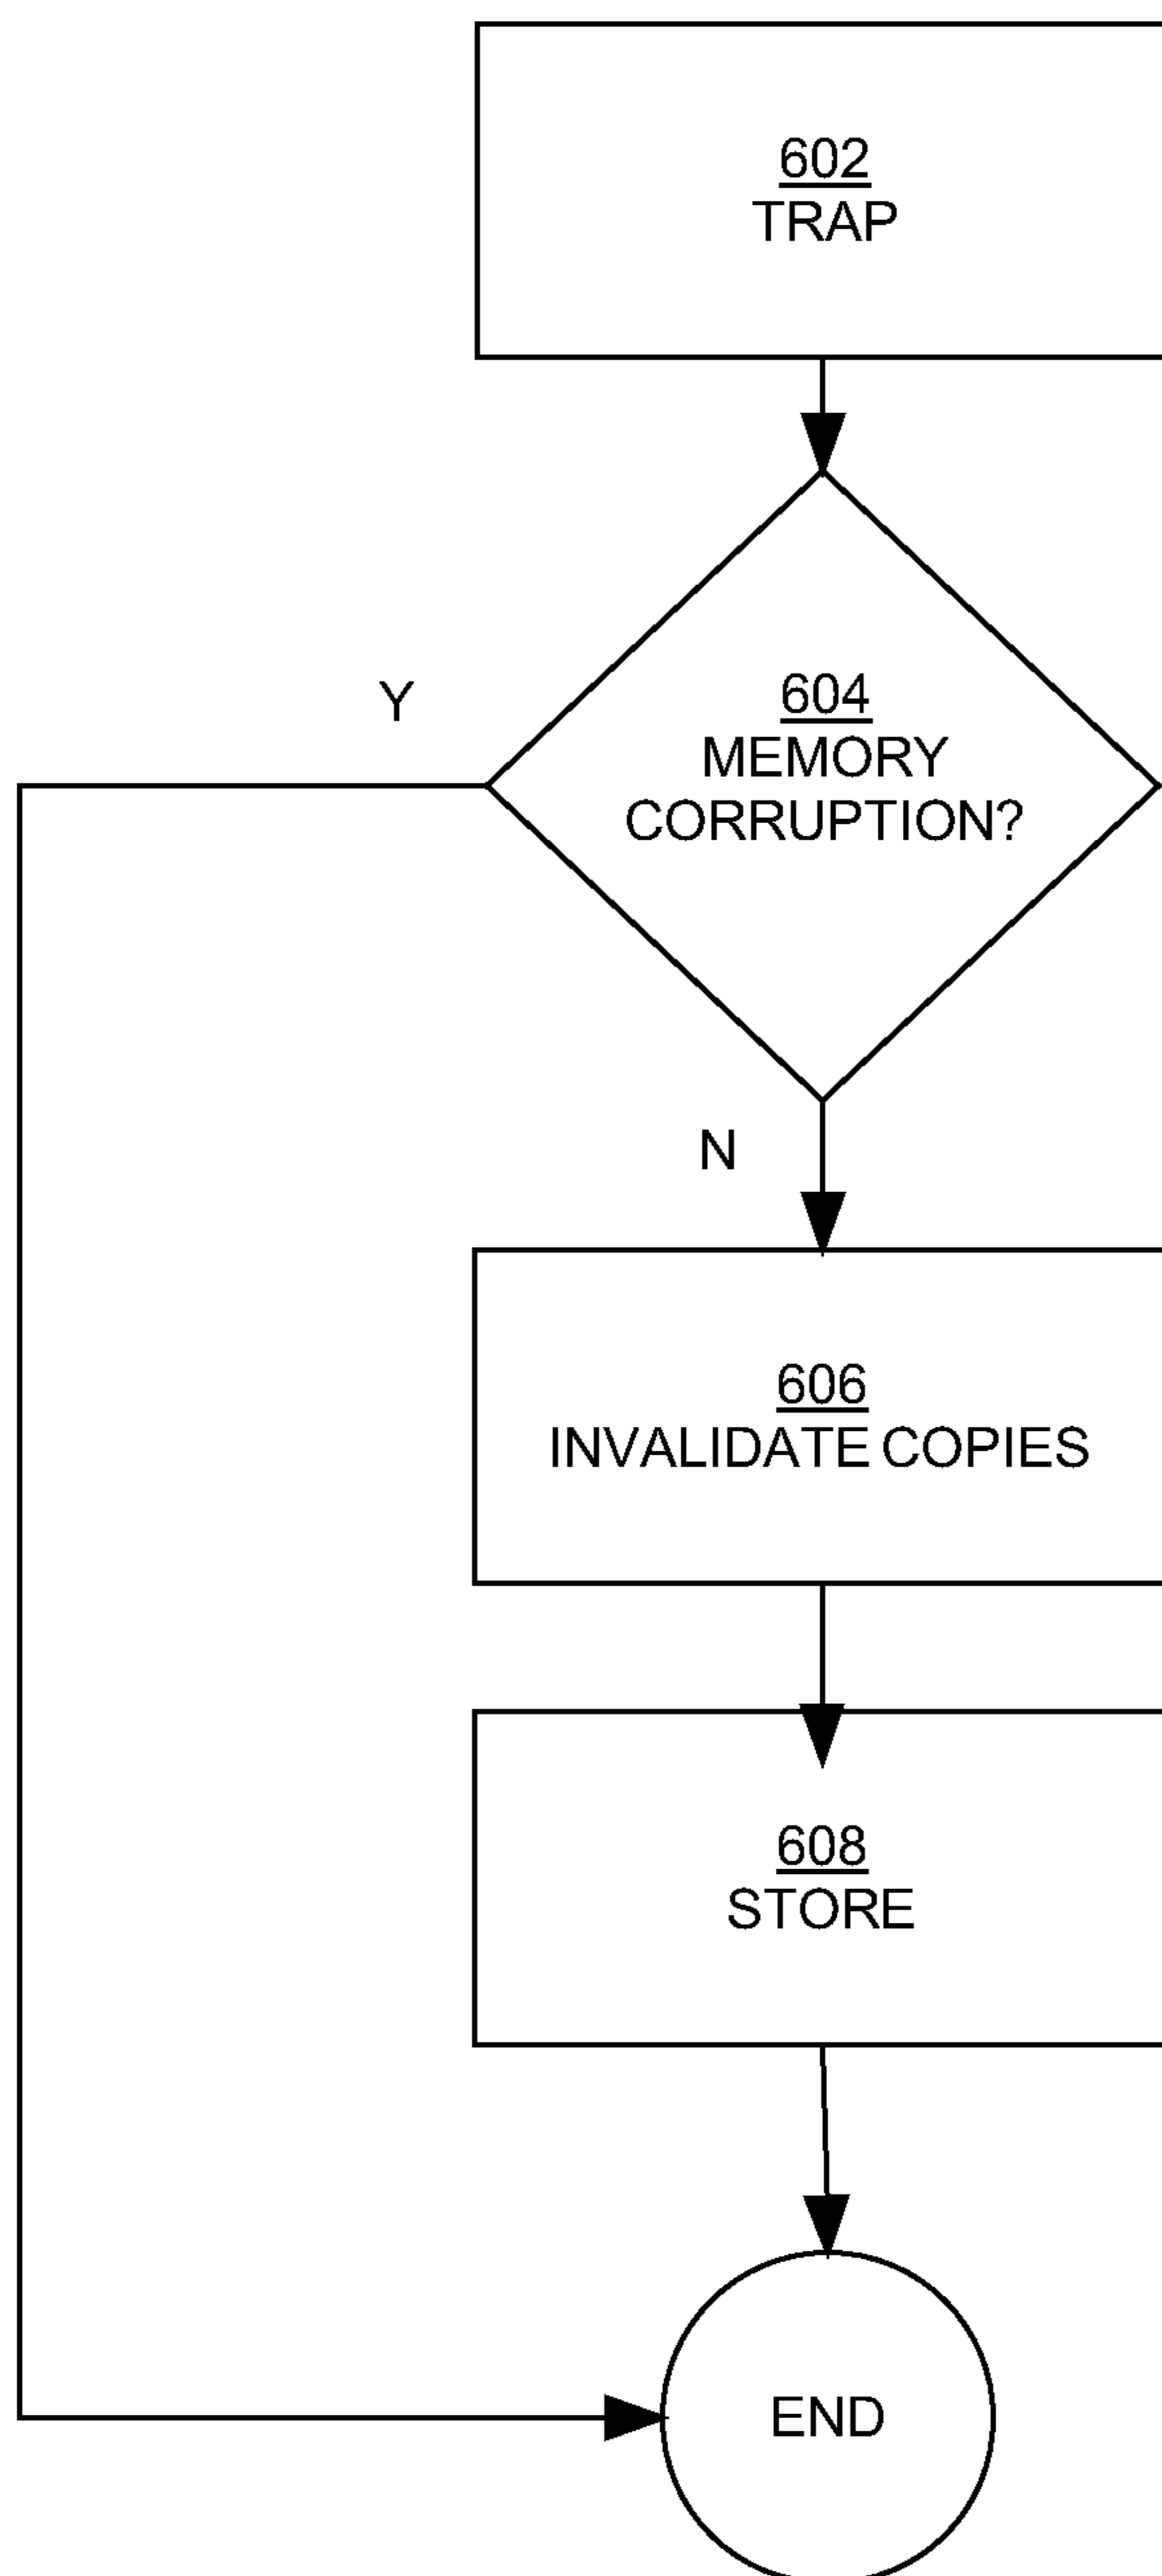 602
TRAP
Y
604
MEMORY
CORRUPTION?
N
606
INVALIDATE COPIES
608
STORE
END